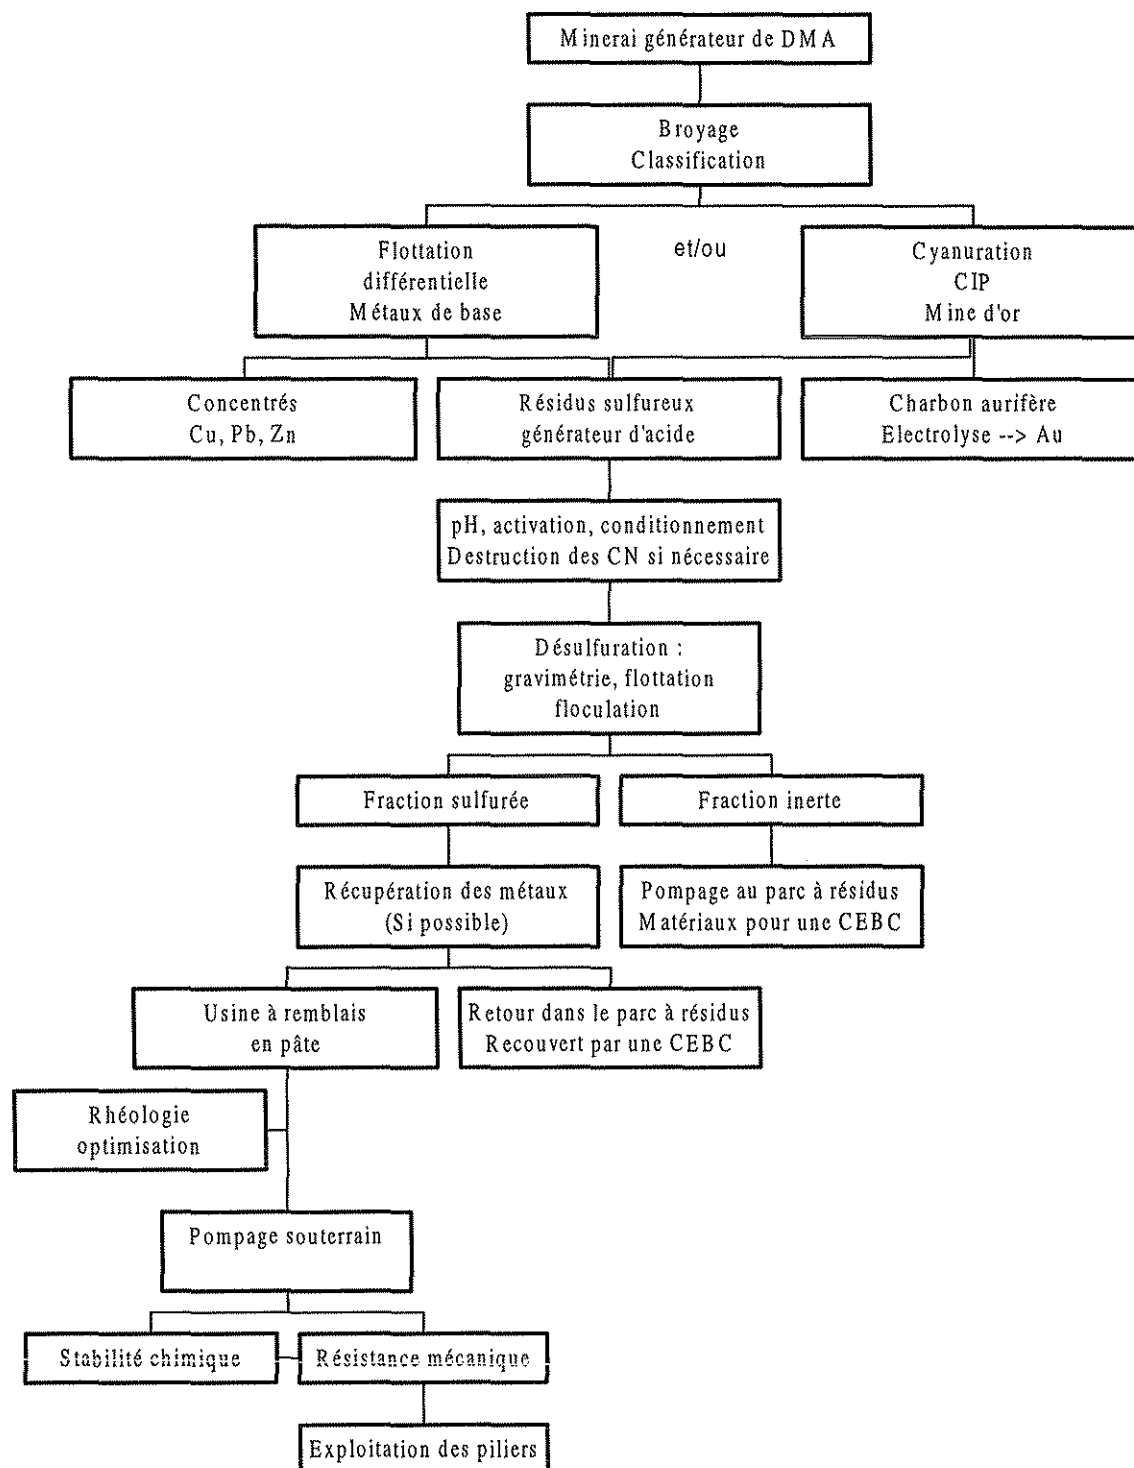 Minerai générateur de DMA
Broyage
Classification
Flottation
différentielle
Métaux de base
et/ou
Cyanuration
CIP
Mine d'or
Concentrés
Cu, Pb, Zn
Résidus sulfureux
générateur d'acide
Charbon aurifère
Electrolyse --> Au
pH, activation, conditionnement
Destruction des CN si nécessaire
Désulfuration :
gravimétrie, flottation
floculation
Fraction sulfurée
Fraction inerte
Récupération des métaux
(Si possible)
Pompage au parc à résidus
Matériaux pour une CEBC
Usine à remblais
en pâte
Retour dans le parc à résidus
Recouvert par une CEBC
Rhéologie
optimisation
Pompage souterrain
Stabilité chimique
Résistance mécanique
Exploitation des piliers